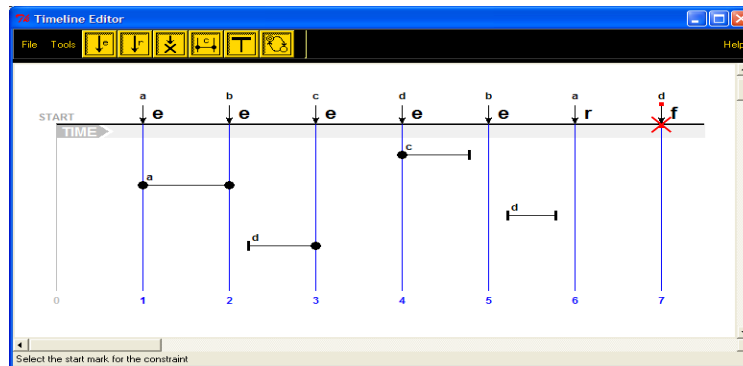 Timeline Editor
File Tools e r c Help
a b c d b a d
START e e e e e r f
TIME
c
a
d
d
0 1 2 3 4 5 6 7
Select the start mark for the constraint